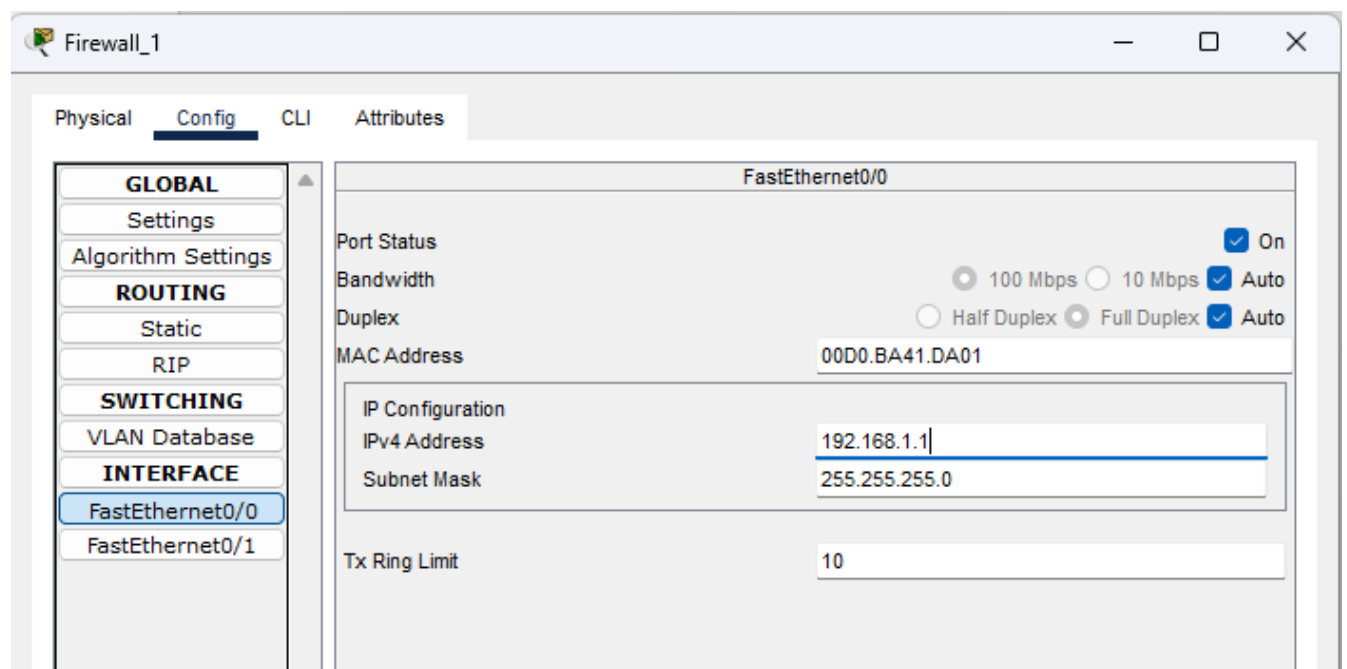 Firewall_1
Physical Config CLI Attributes
GLOBAL
Settings
Algorithm Settings
ROUTING
Static
RIP
SWITCHING
VLAN Database
INTERFACE
FastEthernet0/0
FastEthernet0/1
FastEthernet0/0
Port Status On
Bandwidth 100 Mbps 10 Mbps Auto
Duplex Half Duplex Full Duplex Auto
MAC Address 00D0.BA41.DA01
IP Configuration
IPv4 Address 192.168.1.1
Subnet Mask 255.255.255.0
Tx Ring Limit 10